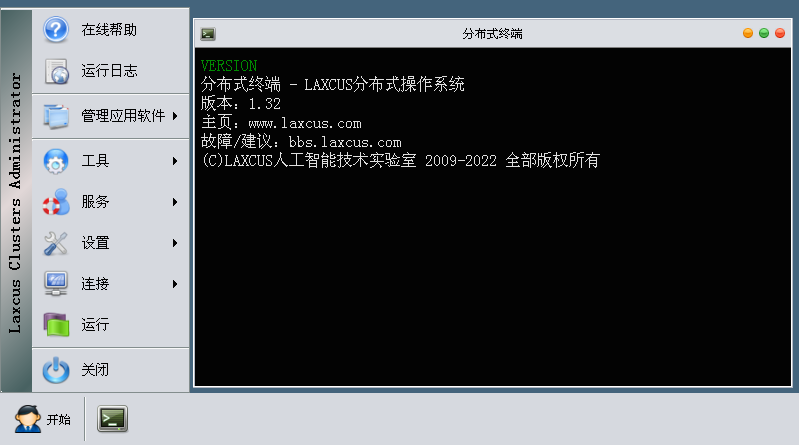 Laxcus Clusters Administrator
在线帮助
运行日志
管理应用软件
工具
服务
设置
连接
运行
关闭
开始
分布式终端
VERSION
分布式终端 - LAXCUS分布式操作系统
版本: 1.32
主页: www.laxcus.com
故障/建议: bbs.laxcus.com
(C)LAXCUS人工智能技术实验室 2009-2022 全部版权所有